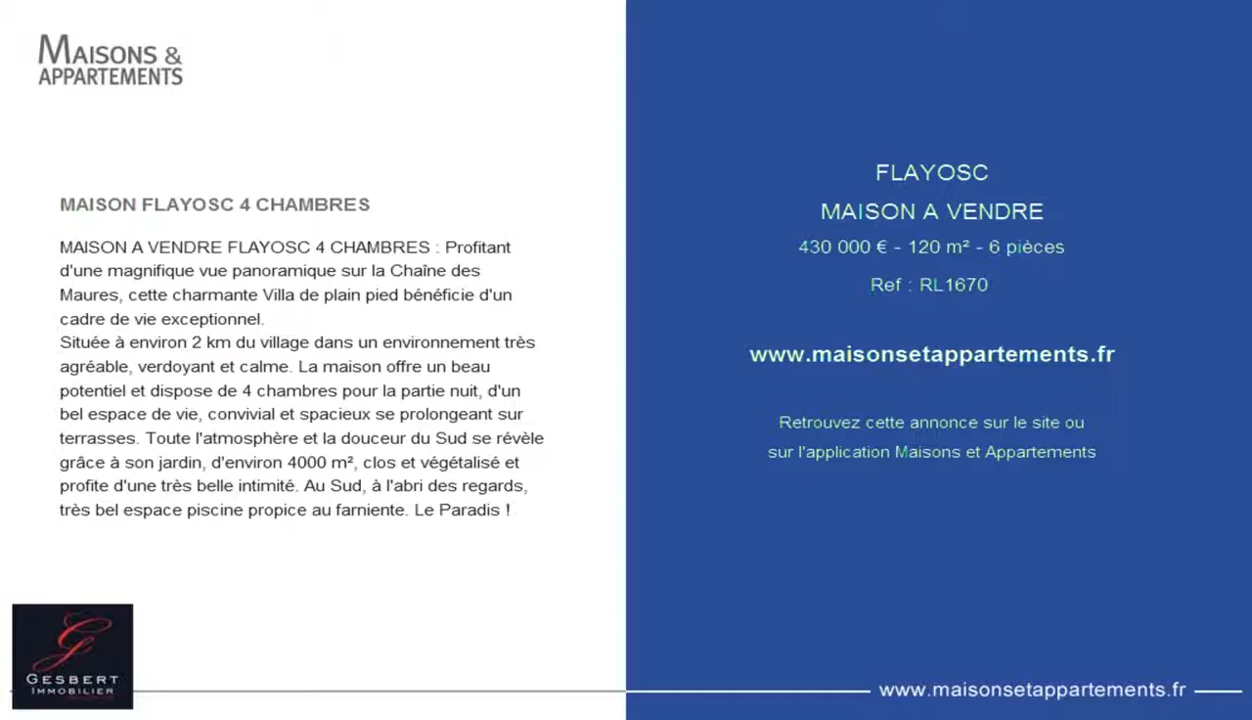 MAISONS &
APPARTEMENTS
MAISON FLAYOSC 4 CHAMBRES
MAISON A VENDRE FLAYOSC 4 CHAMBRES : Profitant
d'une magnifique vue panoramique sur la Chaîne des
Maures, cette charmante Villa de plain pied bénéficie d'un
cadre de vie exceptionnel.
Située à environ 2 km du village dans un environnement très
agréable, verdoyant et calme. La maison offre un beau
potentiel et dispose de 4 chambres pour la partie nuit, d'un
bel espace de vie, convivial et spacieux se prolongeant sur
terrasses. Toute l'atmosphère et la douceur du Sud se révèle
grâce à son jardin, d'environ 4000 m², clos et végétalisé et
profite d'une très belle intimité. Au Sud, à l'abri des regards,
très bel espace piscine propice au farniente. Le Paradis !
GESBERT
IMMOBILIER
FLAYOSC
MAISON A VENDRE
430 000 € - 120 m² - 6 pièces
Ref : RL1670
www.maisonsetappartements.fr
Retrouvez cette annonce sur le site ou
sur l'application Maisons et Appartements
www.maisonsetappartements.fr